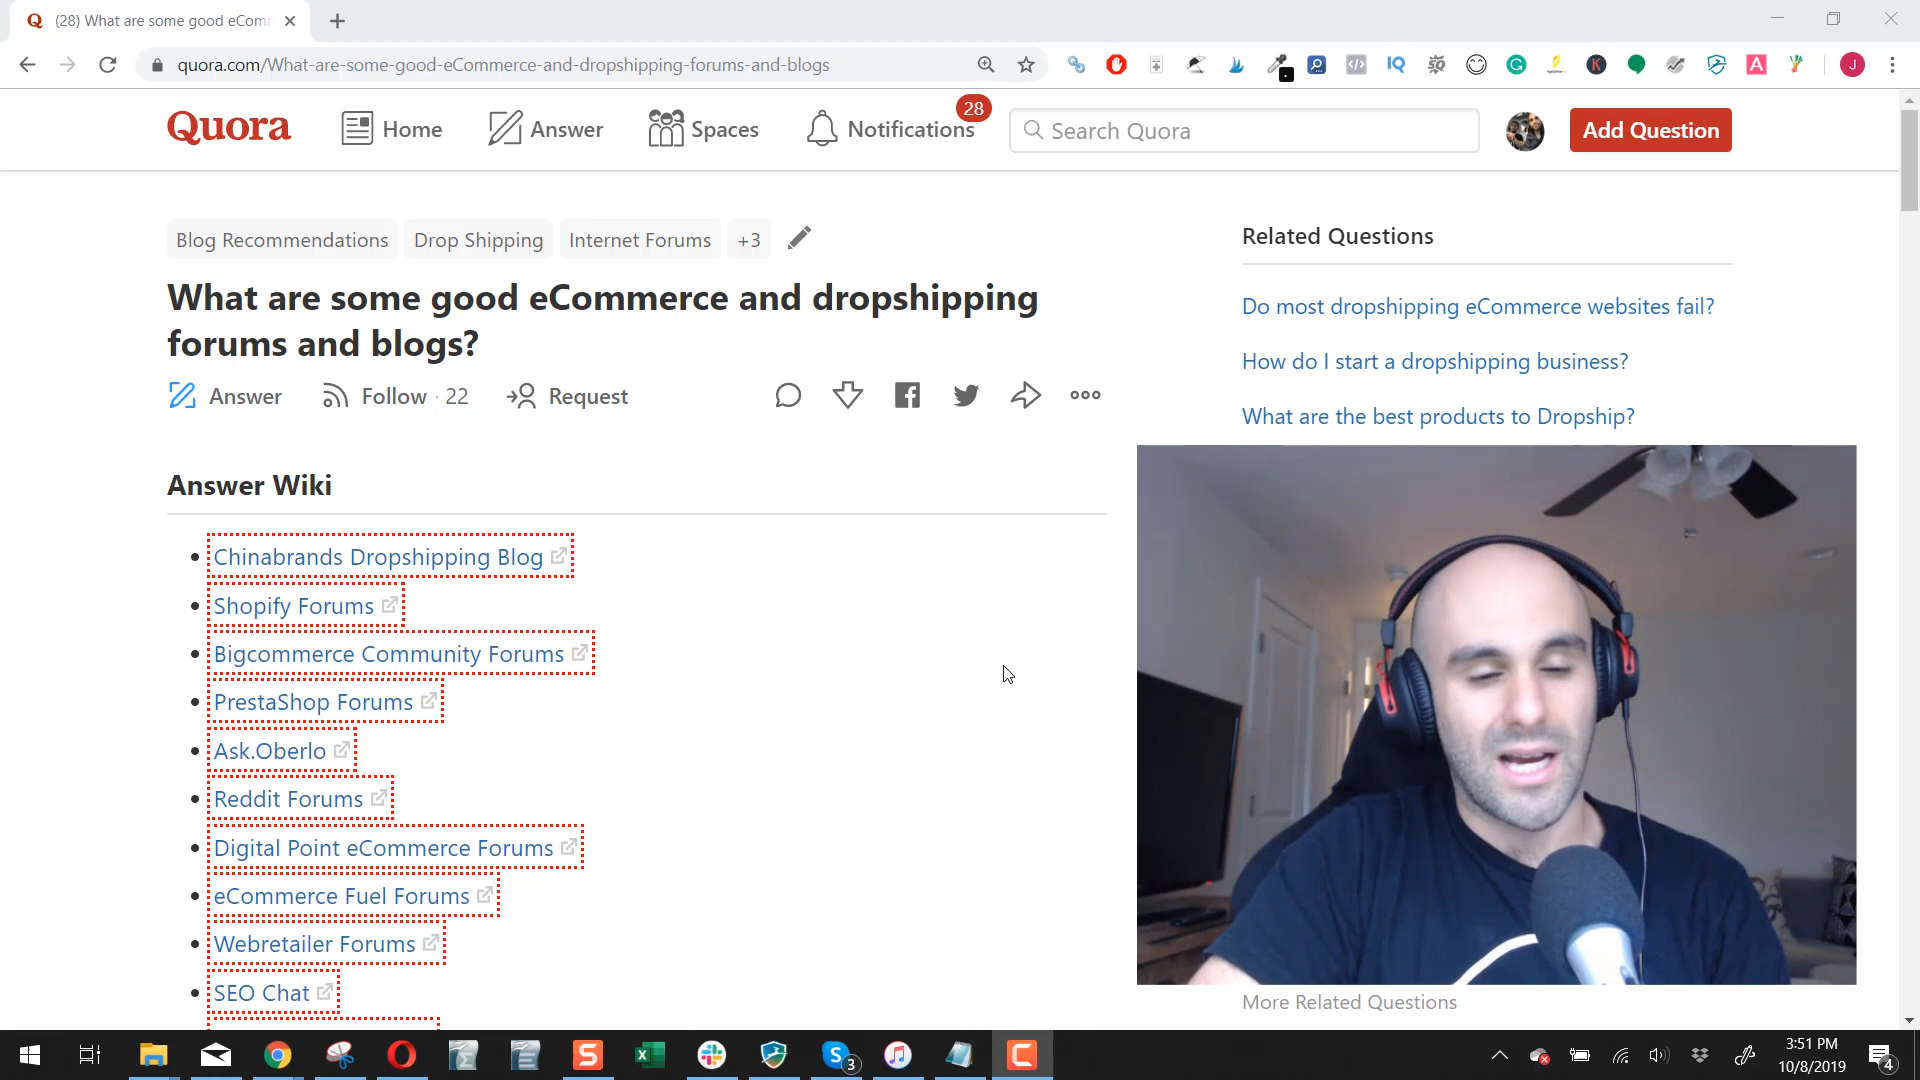 (28) What are some good eComm
quora.com/What-are-some-good-eCommerce-and-dropshipping-forums-and-blogs
Quora
Home
Answer
Spaces
Notifications
28
Search Quora
Add Question
Blog Recommendations
Drop Shipping
Internet Forums
+3
What are some good eCommerce and dropshipping
forums and blogs?
Answer
Follow · 22
Request
Answer Wiki
Chinabrands Dropshipping Blog
Shopify Forums
Bigcommerce Community Forums
PrestaShop Forums
Ask.Oberlo
Reddit Forums
Digital Point eCommerce Forums
eCommerce Fuel Forums
Webretailer Forums
SEO Chat
Related Questions
Do most dropshipping eCommerce websites fail?
How do I start a dropshipping business?
What are the best products to Dropship?
More Related Questions
3:51 PM
10/8/2019